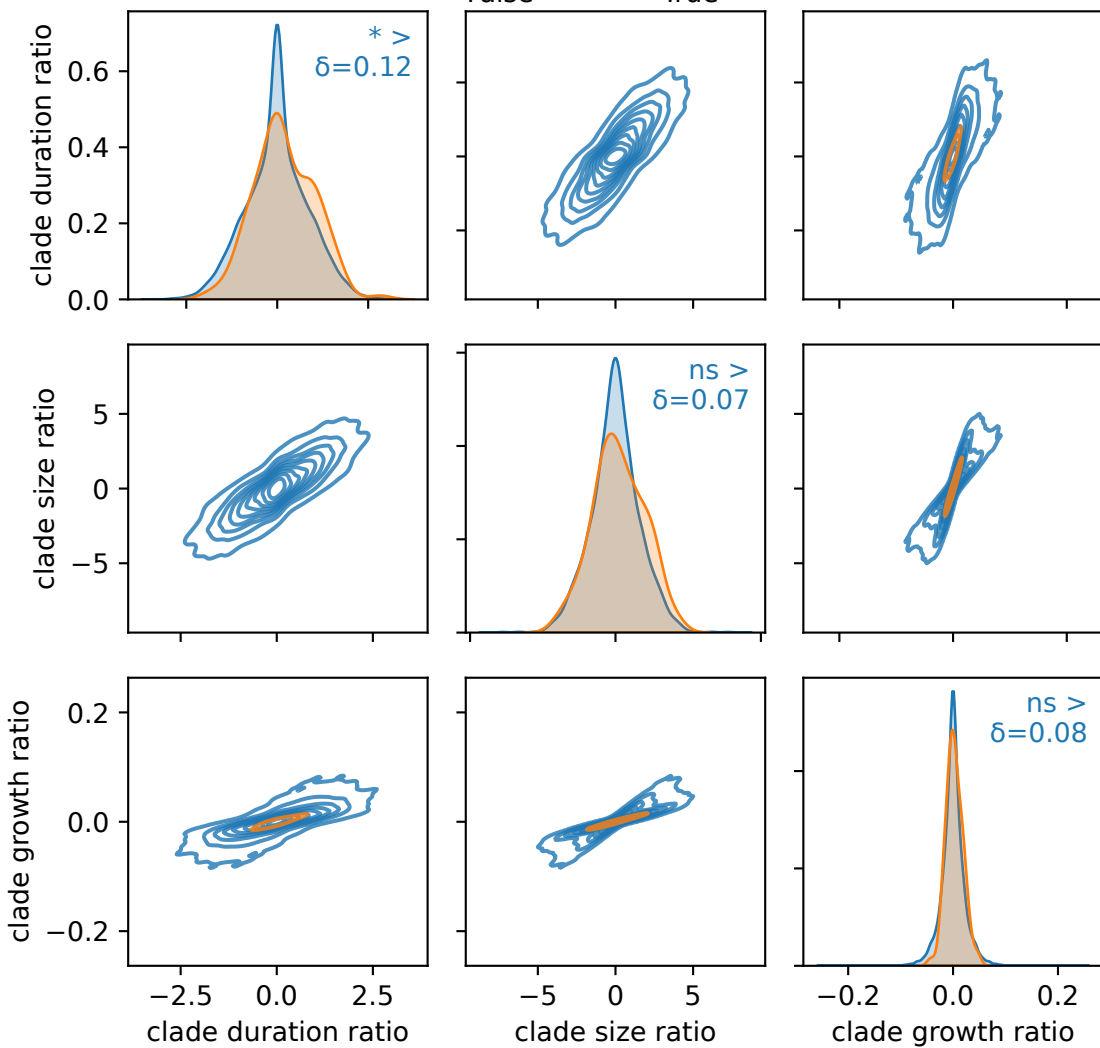 True
* >
δ=0.12
clade duration ratio
0.6
0.4
0.2
0.0
ns >
δ=0.07
clade size ratio
5
0
−5
ns >
δ=0.08
clade growth ratio
0.2
0.0
−0.2
−2.5 0.0 2.5
−5 0 5
−0.2 0.0 0.2
clade duration ratio
clade size ratio
clade growth ratio